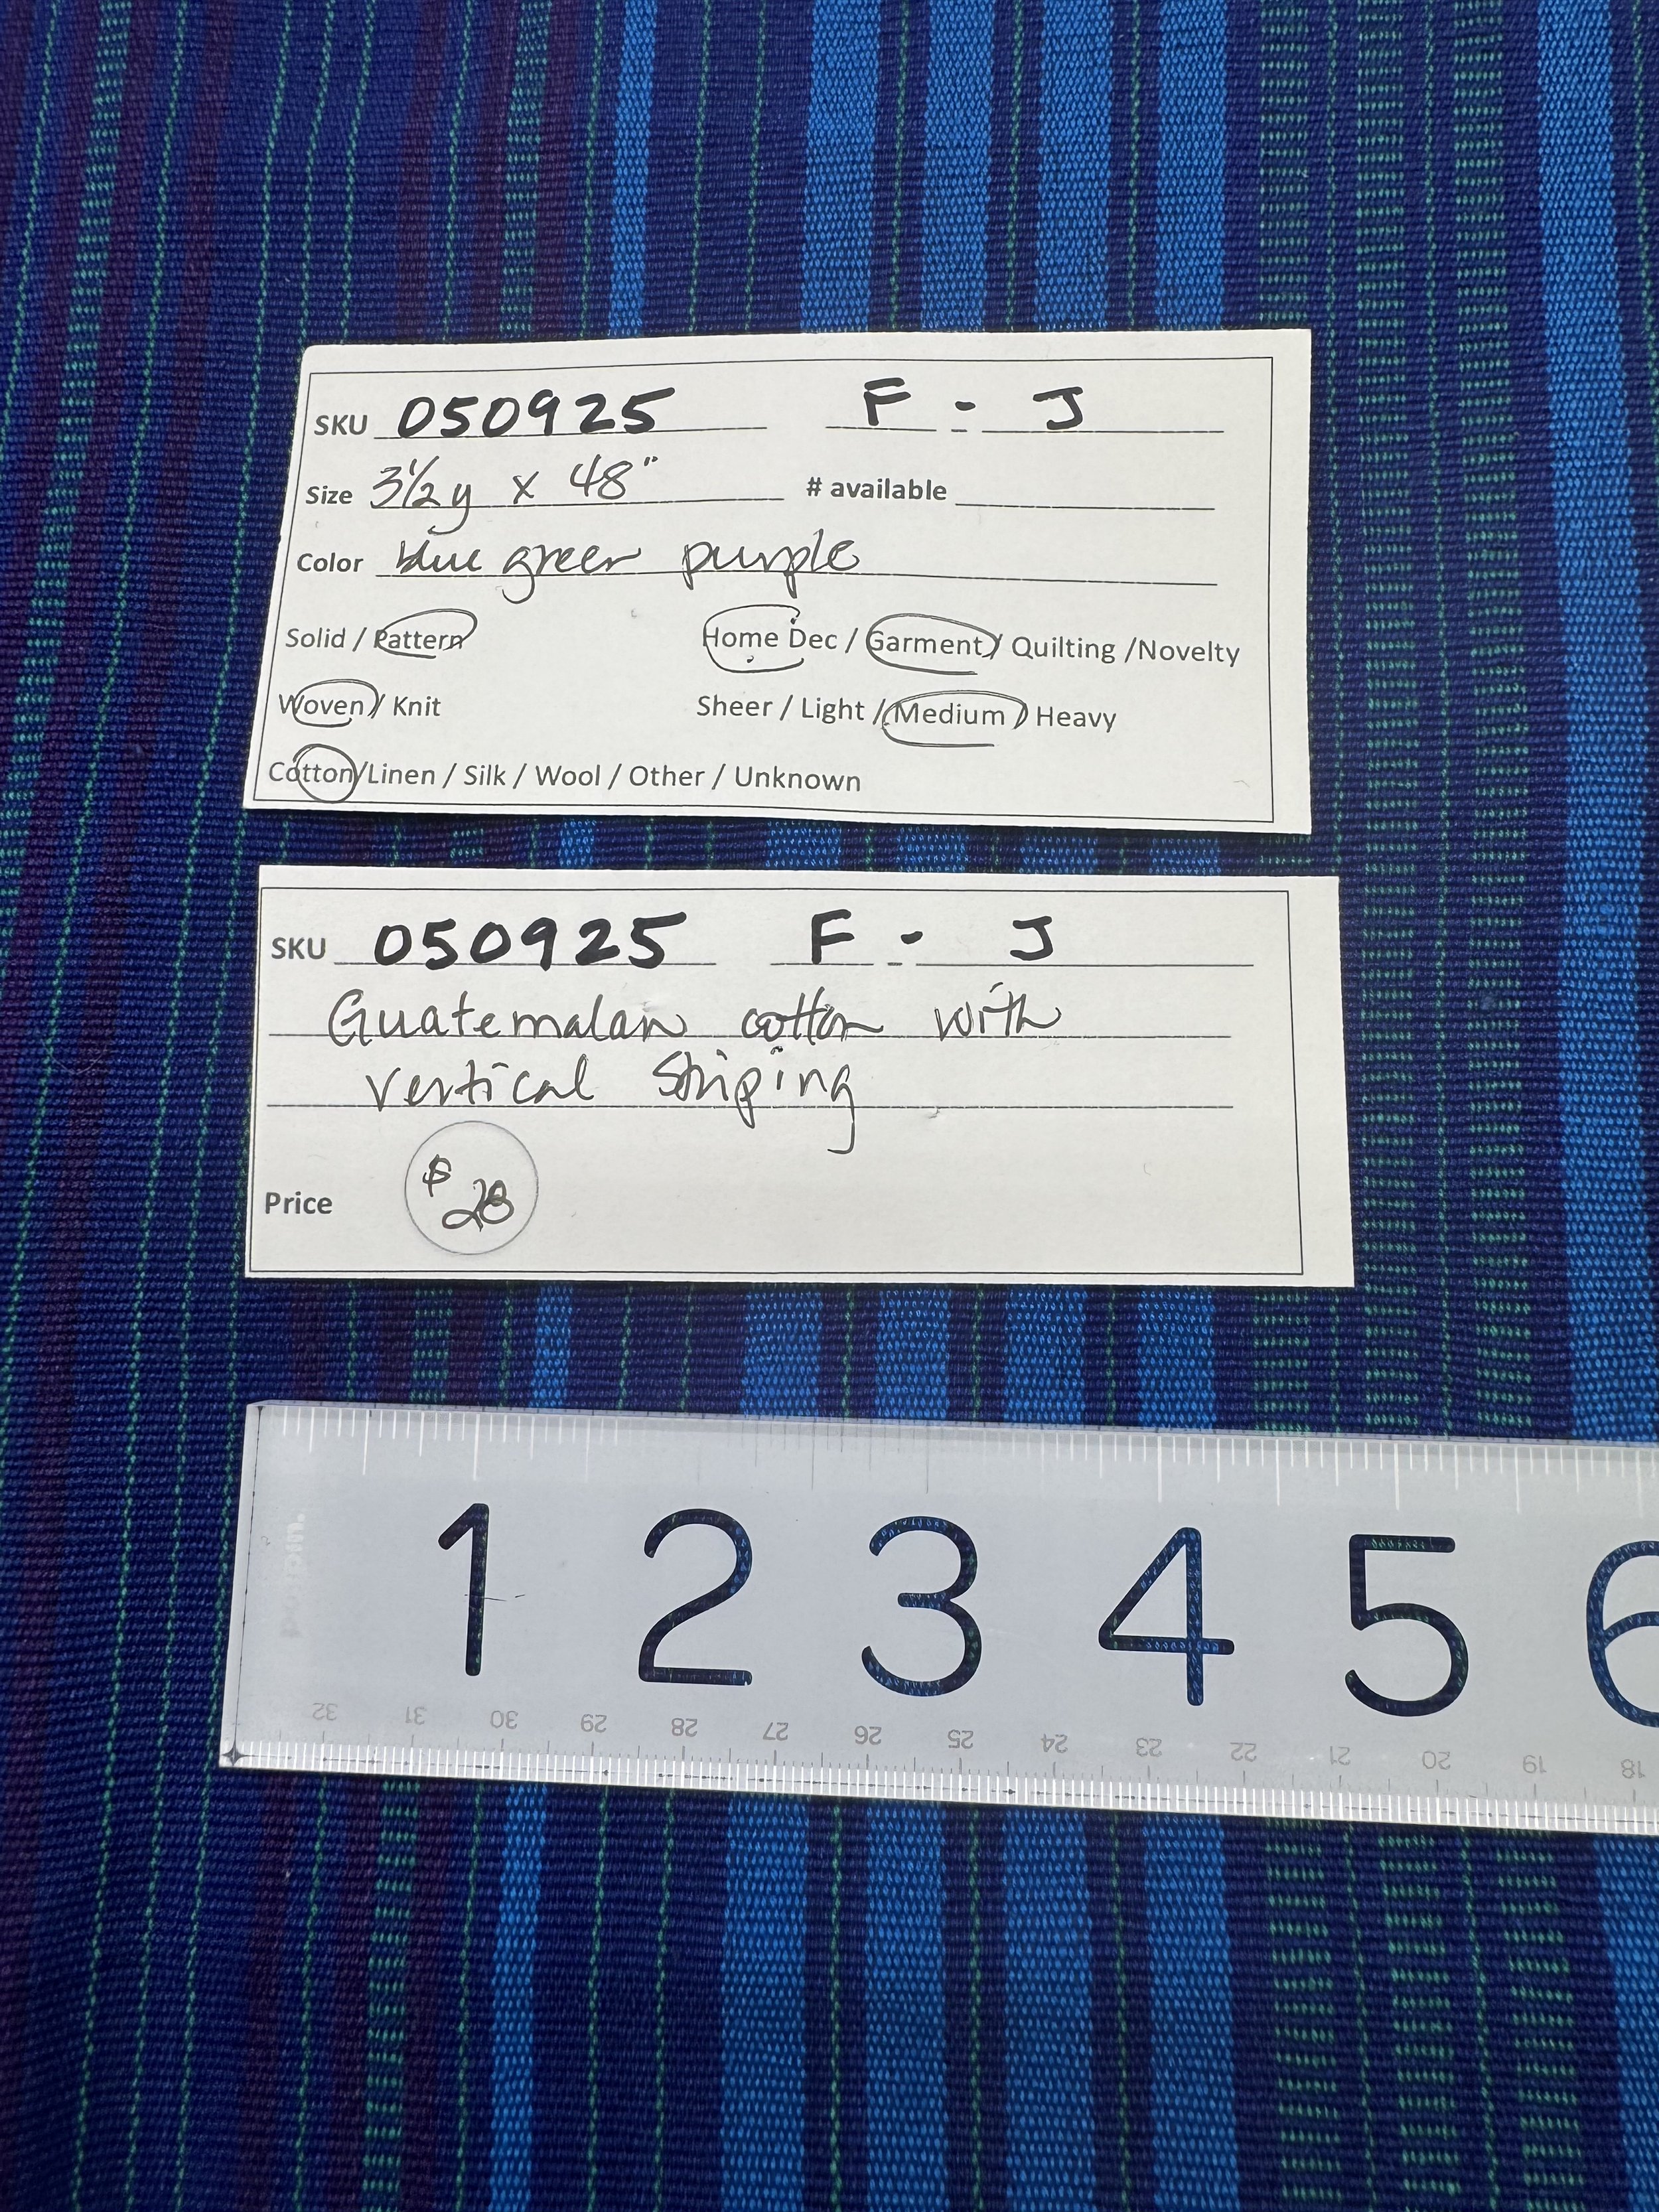 SKU 050925 F - J
Size 3 1/2 y x 48" # available
Color blue green purple
Solid / Pattern Home Dec / Garment / Quilting /Novelty
Woven / Knit Sheer / Light / Medium / Heavy
Cotton/Linen / Silk / Wool / Other / Unknown
SKU 050925 F - J
Guatemalan cotton with
vertical striping
Price $28
1 2 3 4 5 6
32 31 30 29 28 27 26 25 24 23 22 21 20 19 18